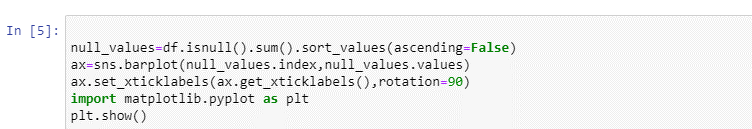 In [5]:
null_values=df.isnull().sum().sort_values(ascending=False)
ax=sns.barplot(null_values.index,null_values.values)
ax.set_xticklabels(ax.get_xticklabels(),rotation=90)
import matplotlib.pyplot as plt
plt.show()